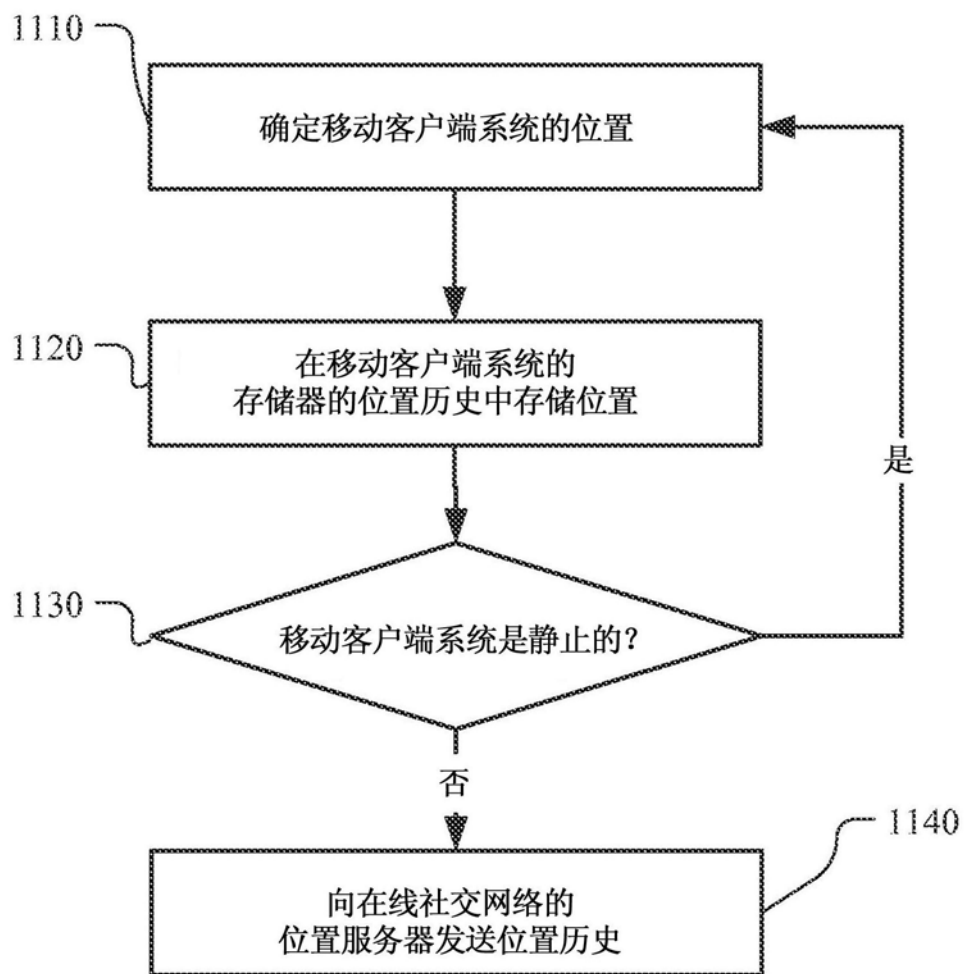 1110
确定移动客户端系统的位置
1120
在移动客户端系统的
存储器的位置历史中存储位置
是
1130
移动客户端系统是静止的？
否
1140
向在线社交网络的
位置服务器发送位置历史